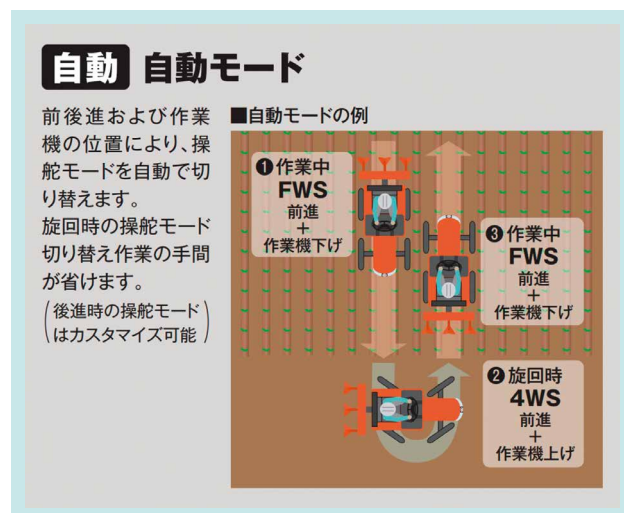 自動 自動モード
前後進および作業
機の位置により、操
舵モードを自動で切
り替えます。
旋回時の操舵モード
切り替え作業の手間
が省けます。
(後進時の操舵モード
はカスタマイズ可能)
■自動モードの例
❶作業中
FWS
前進
+
作業機下げ
❸作業中
FWS
前進
+
作業機下げ
❷旋回時
4WS
前進
+
作業機上げ